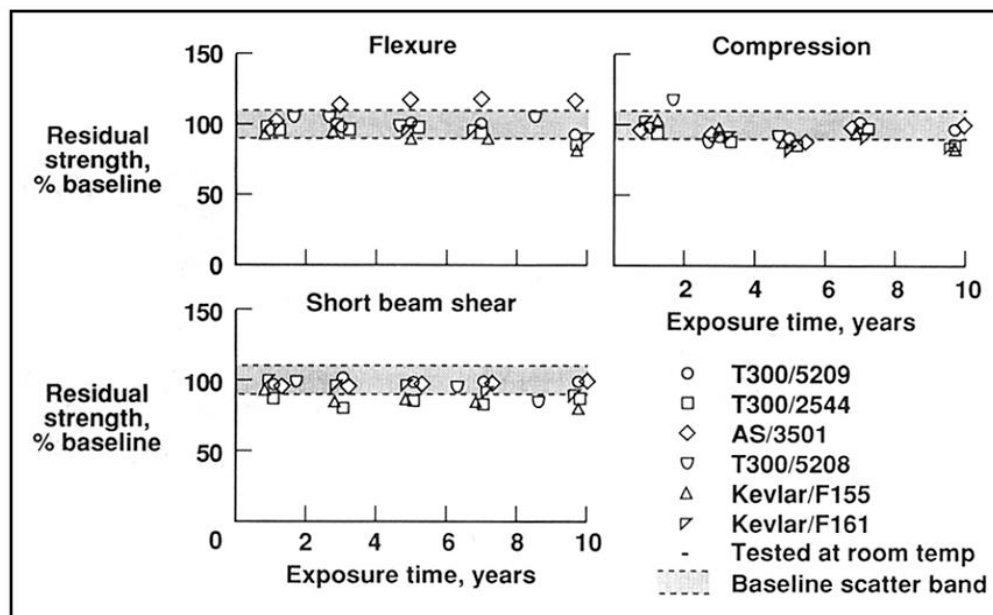 Flexure
Compression
150
100
50
0
Residual
strength,
% baseline
Short beam shear
2 4 6 8 10
Exposure time, years
150
100
50
0
Residual
strength,
% baseline
2 4 6 8 10
Exposure time, years
T300/5209
T300/2544
AS/3501
T300/5208
Kevlar/F155
Kevlar/F161
- Tested at room temp
Baseline scatter band